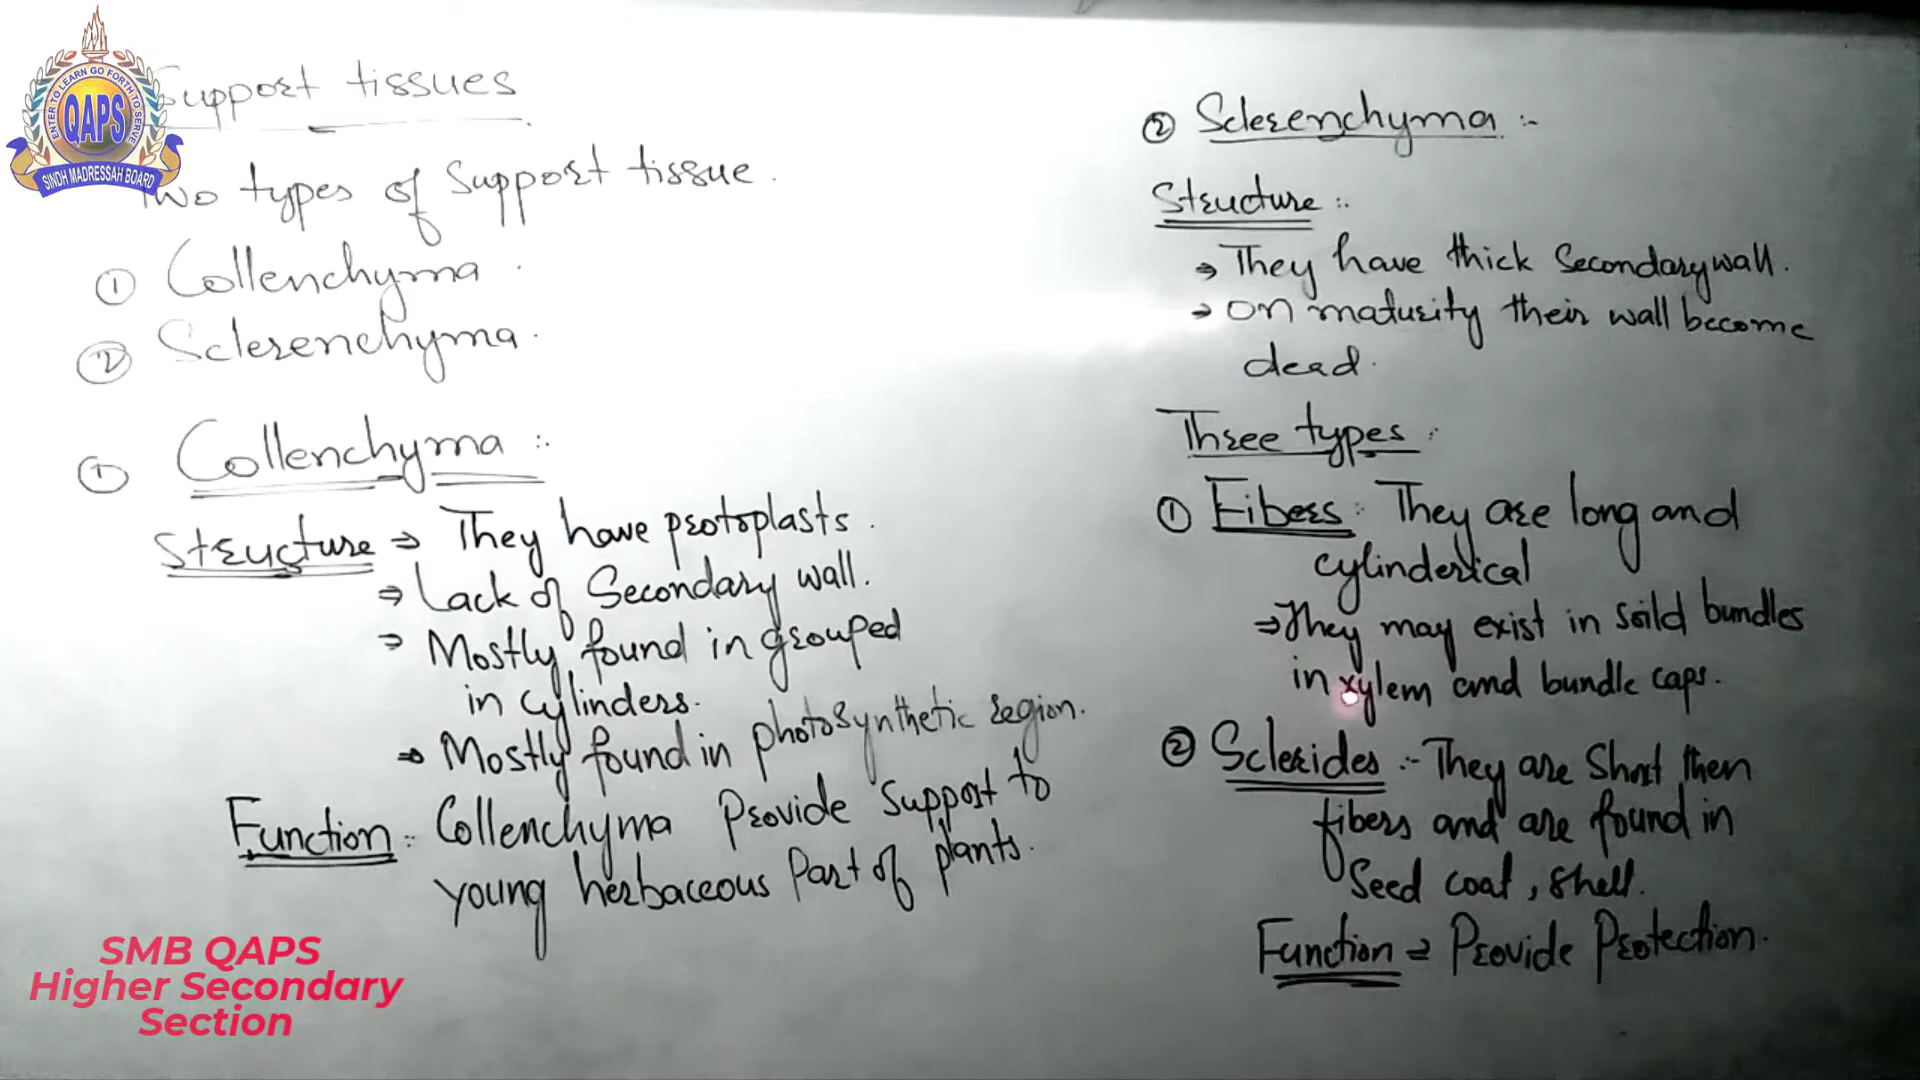 ENTER TO LEARN GO FORTH TO SERVE
QAPS
SINDH MADRESSAH BOARD
Support tissues
Two types of Support tissue.
① Collenchyma
② Sclerenchyma.
① Collenchyma :-
Structure ⇒ They have protoplasts.
⇒ Lack of Secondary wall.
⇒ Mostly found in grouped
in cylinders.
⇒ Mostly found in photosynthetic region.
Function :- Collenchyma Provide Support to
young herbaceous Part of plants.
② Sclerenchyma :-
Structure :-
→ They have thick Secondary wall.
→ On maturity their wall become
dead.
Three types :-
① Fibers : They are long and
cylinderical
⇒ They may exist in soild bundles
in xylem and bundle caps.
② Sclerides :- They are Short then
fibers and are found in
Seed coat, Shell.
Function = Provide Protection.
SMB QAPS
Higher Secondary
Section